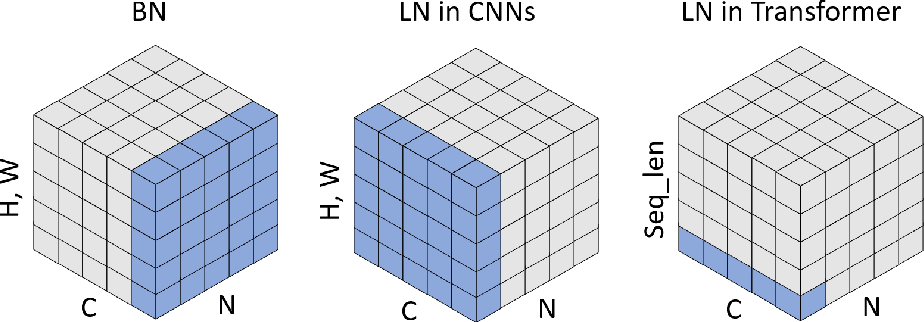 BN
LN in CNNs
LN in Transformer
H, W
C
N
H, W
C
N
Seq_len
C
N